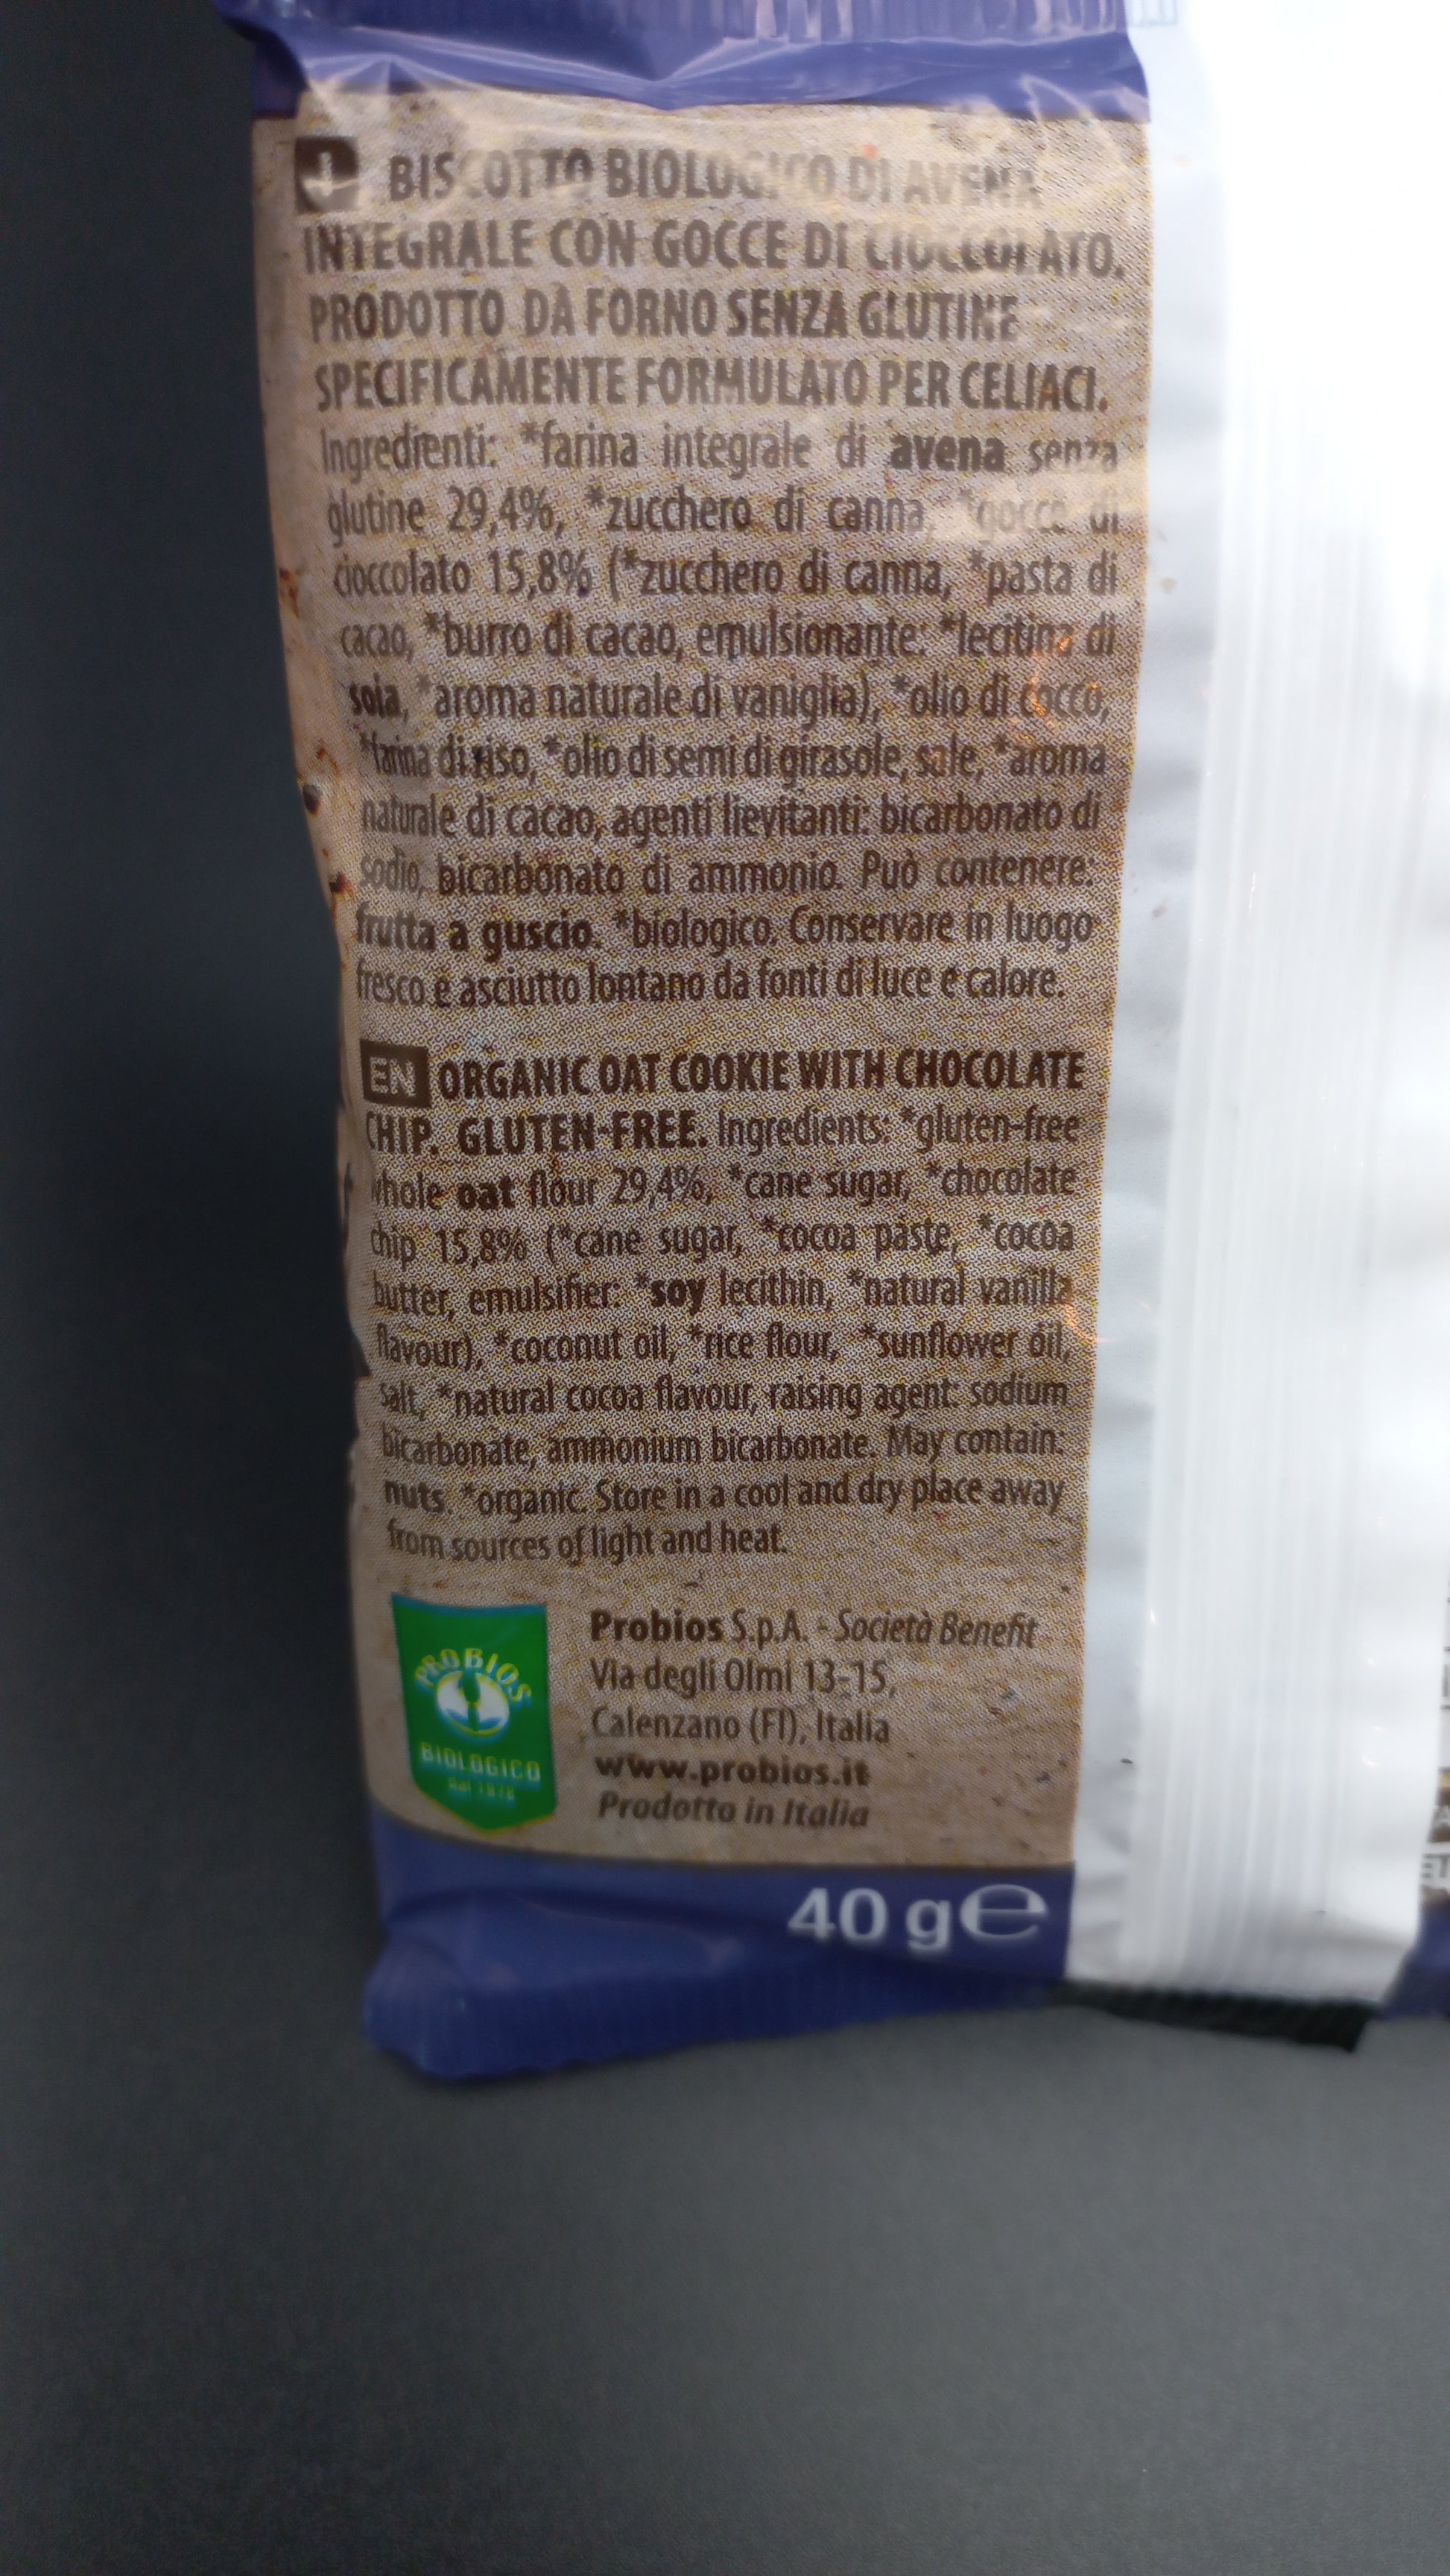 BISCOTTO BIOLOGICO DI AVENA
INTEGRALE CON GOCCE DI CIOCCOLATO.
PRODOTTO DA FORNO SENZA GLUTINE
SPECIFICAMENTE FORMULATO PER CELIACI.
Ingredienti: *farina integrale di avena senza
glutine 29,4%, *zucchero di canna, *gocce di
cioccolato 15,8% (*zucchero di canna, *pasta di
cacao, *burro di cacao, emulsionante: *lecitina di
soia, *aroma naturale di vaniglia), *olio di cocco,
*farina di riso, *olio di semi di girasole, sale, *aroma
naturale di cacao, agenti lievitanti: bicarbonato di
sodio, bicarbonato di ammonio. Può contenere:
frutta a guscio. *biologico. Conservare in luogo
fresco e asciutto lontano da fonti di luce e calore.
EN ORGANIC OAT COOKIE WITH CHOCOLATE
CHIP. GLUTEN-FREE. Ingredients: *gluten-free
whole oat flour 29,4%, *cane sugar, *chocolate
chip 15,8% (*cane sugar, *cocoa paste, *cocoa
butter, emulsifier: *soy lecithin, *natural vanilla
flavour), *coconut oil, *rice flour, *sunflower oil,
salt, *natural cocoa flavour, raising agent: sodium
bicarbonate, ammonium bicarbonate. May contain:
nuts. *organic. Store in a cool and dry place away
from sources of light and heat.
PROBIOS
BIOLOGICO
dal 1978
Probios S.p.A. - Società Benefit
Via degli Olmi 13-15,
Calenzano (FI), Italia
www.probios.it
Prodotto in Italia
40 g e